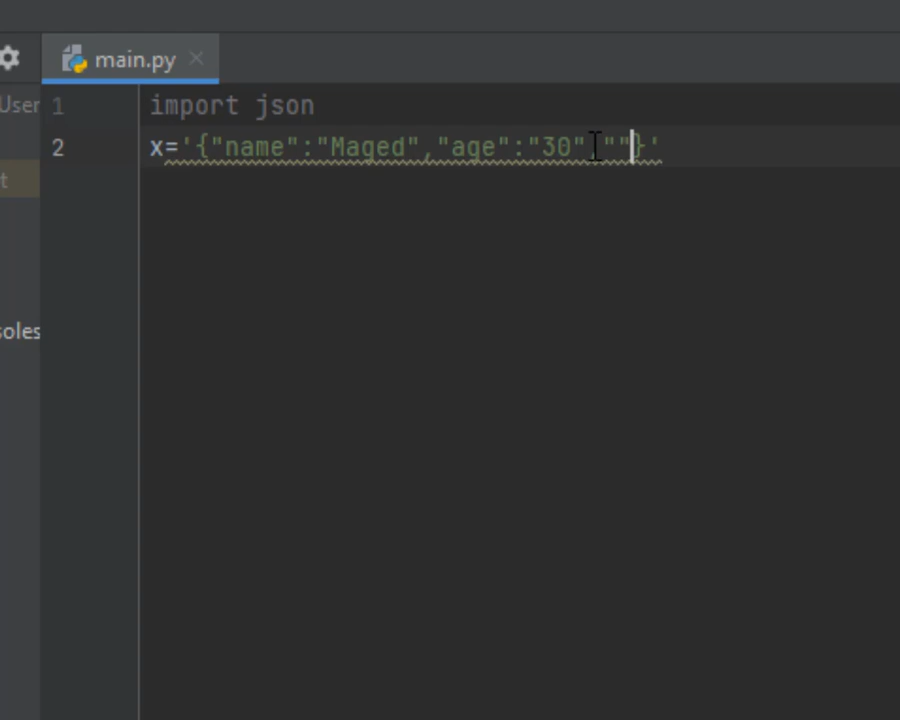 main.py
User
1 import json
2 x='{"name":"Maged","age":"30",""}'
t
soles